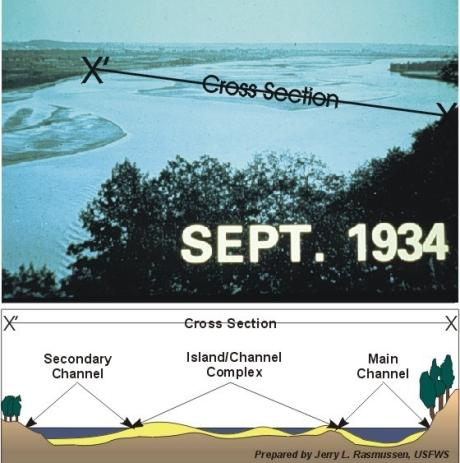 X'
Cross Section
X
SEPT. 1934
X' Cross Section X
Secondary Channel
Island/Channel Complex
Main Channel
Prepared by Jerry L. Rasmussen, USFWS